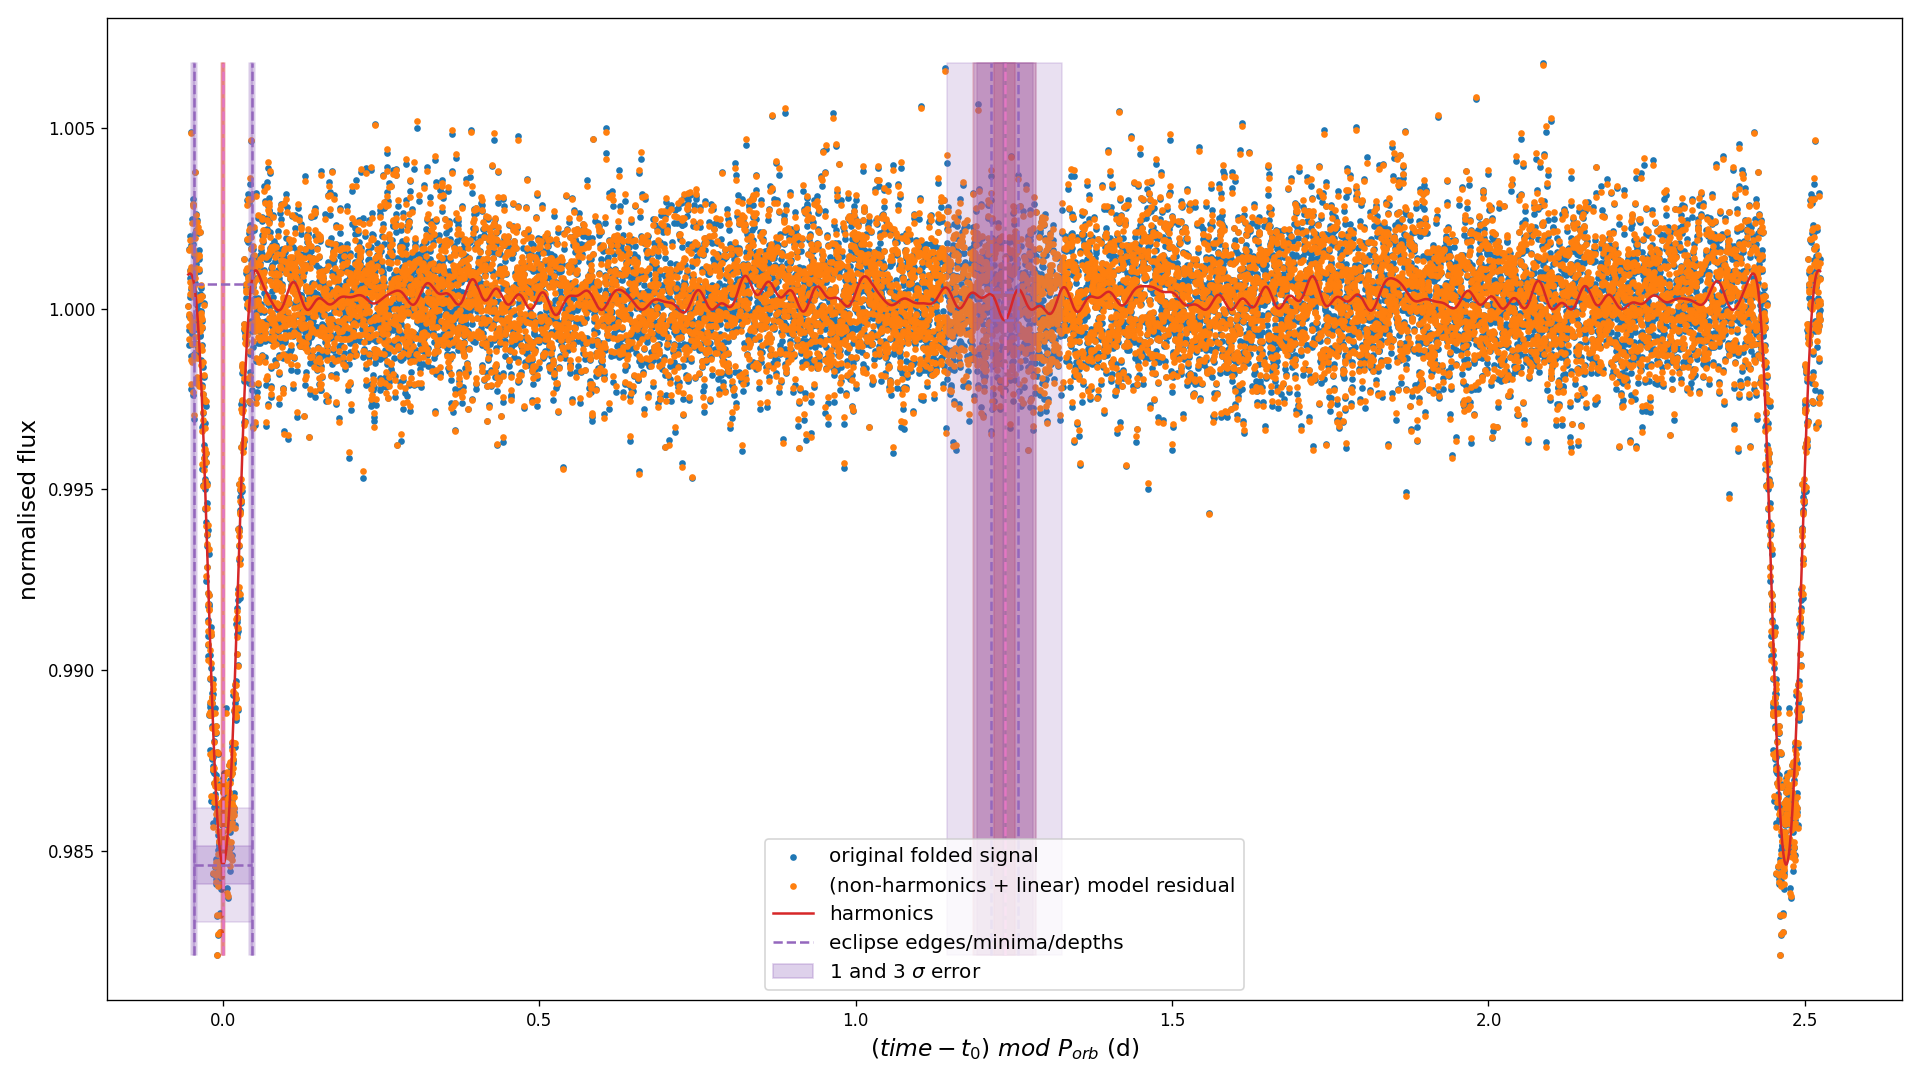 1.005
1.000
0.995
0.990
0.985
normalised flux
original folded signal
(non-harmonics + linear) model residual
harmonics
eclipse edges/minima/depths
1 and 3 σ error
0.0 0.5 1.0 1.5 2.0 2.5
(time − t₀) mod P_orb (d)